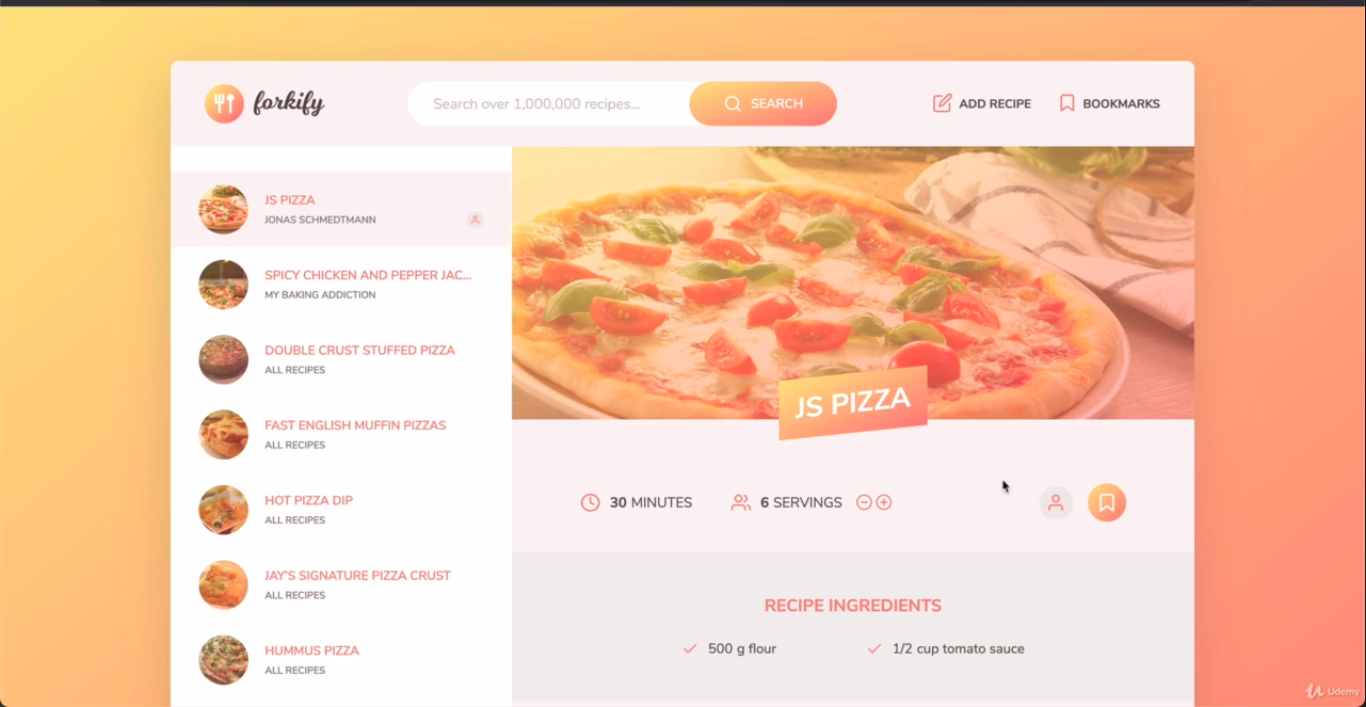 forkify
Search over 1,000,000 recipes...
SEARCH
ADD RECIPE
BOOKMARKS
JS PIZZA
JONAS SCHMEDTMANN
SPICY CHICKEN AND PEPPER JAC...
MY BAKING ADDICTION
DOUBLE CRUST STUFFED PIZZA
ALL RECIPES
FAST ENGLISH MUFFIN PIZZAS
ALL RECIPES
HOT PIZZA DIP
ALL RECIPES
JAY'S SIGNATURE PIZZA CRUST
ALL RECIPES
HUMMUS PIZZA
ALL RECIPES
JS PIZZA
30 MINUTES
6 SERVINGS
RECIPE INGREDIENTS
500 g flour
1/2 cup tomato sauce
Udemy